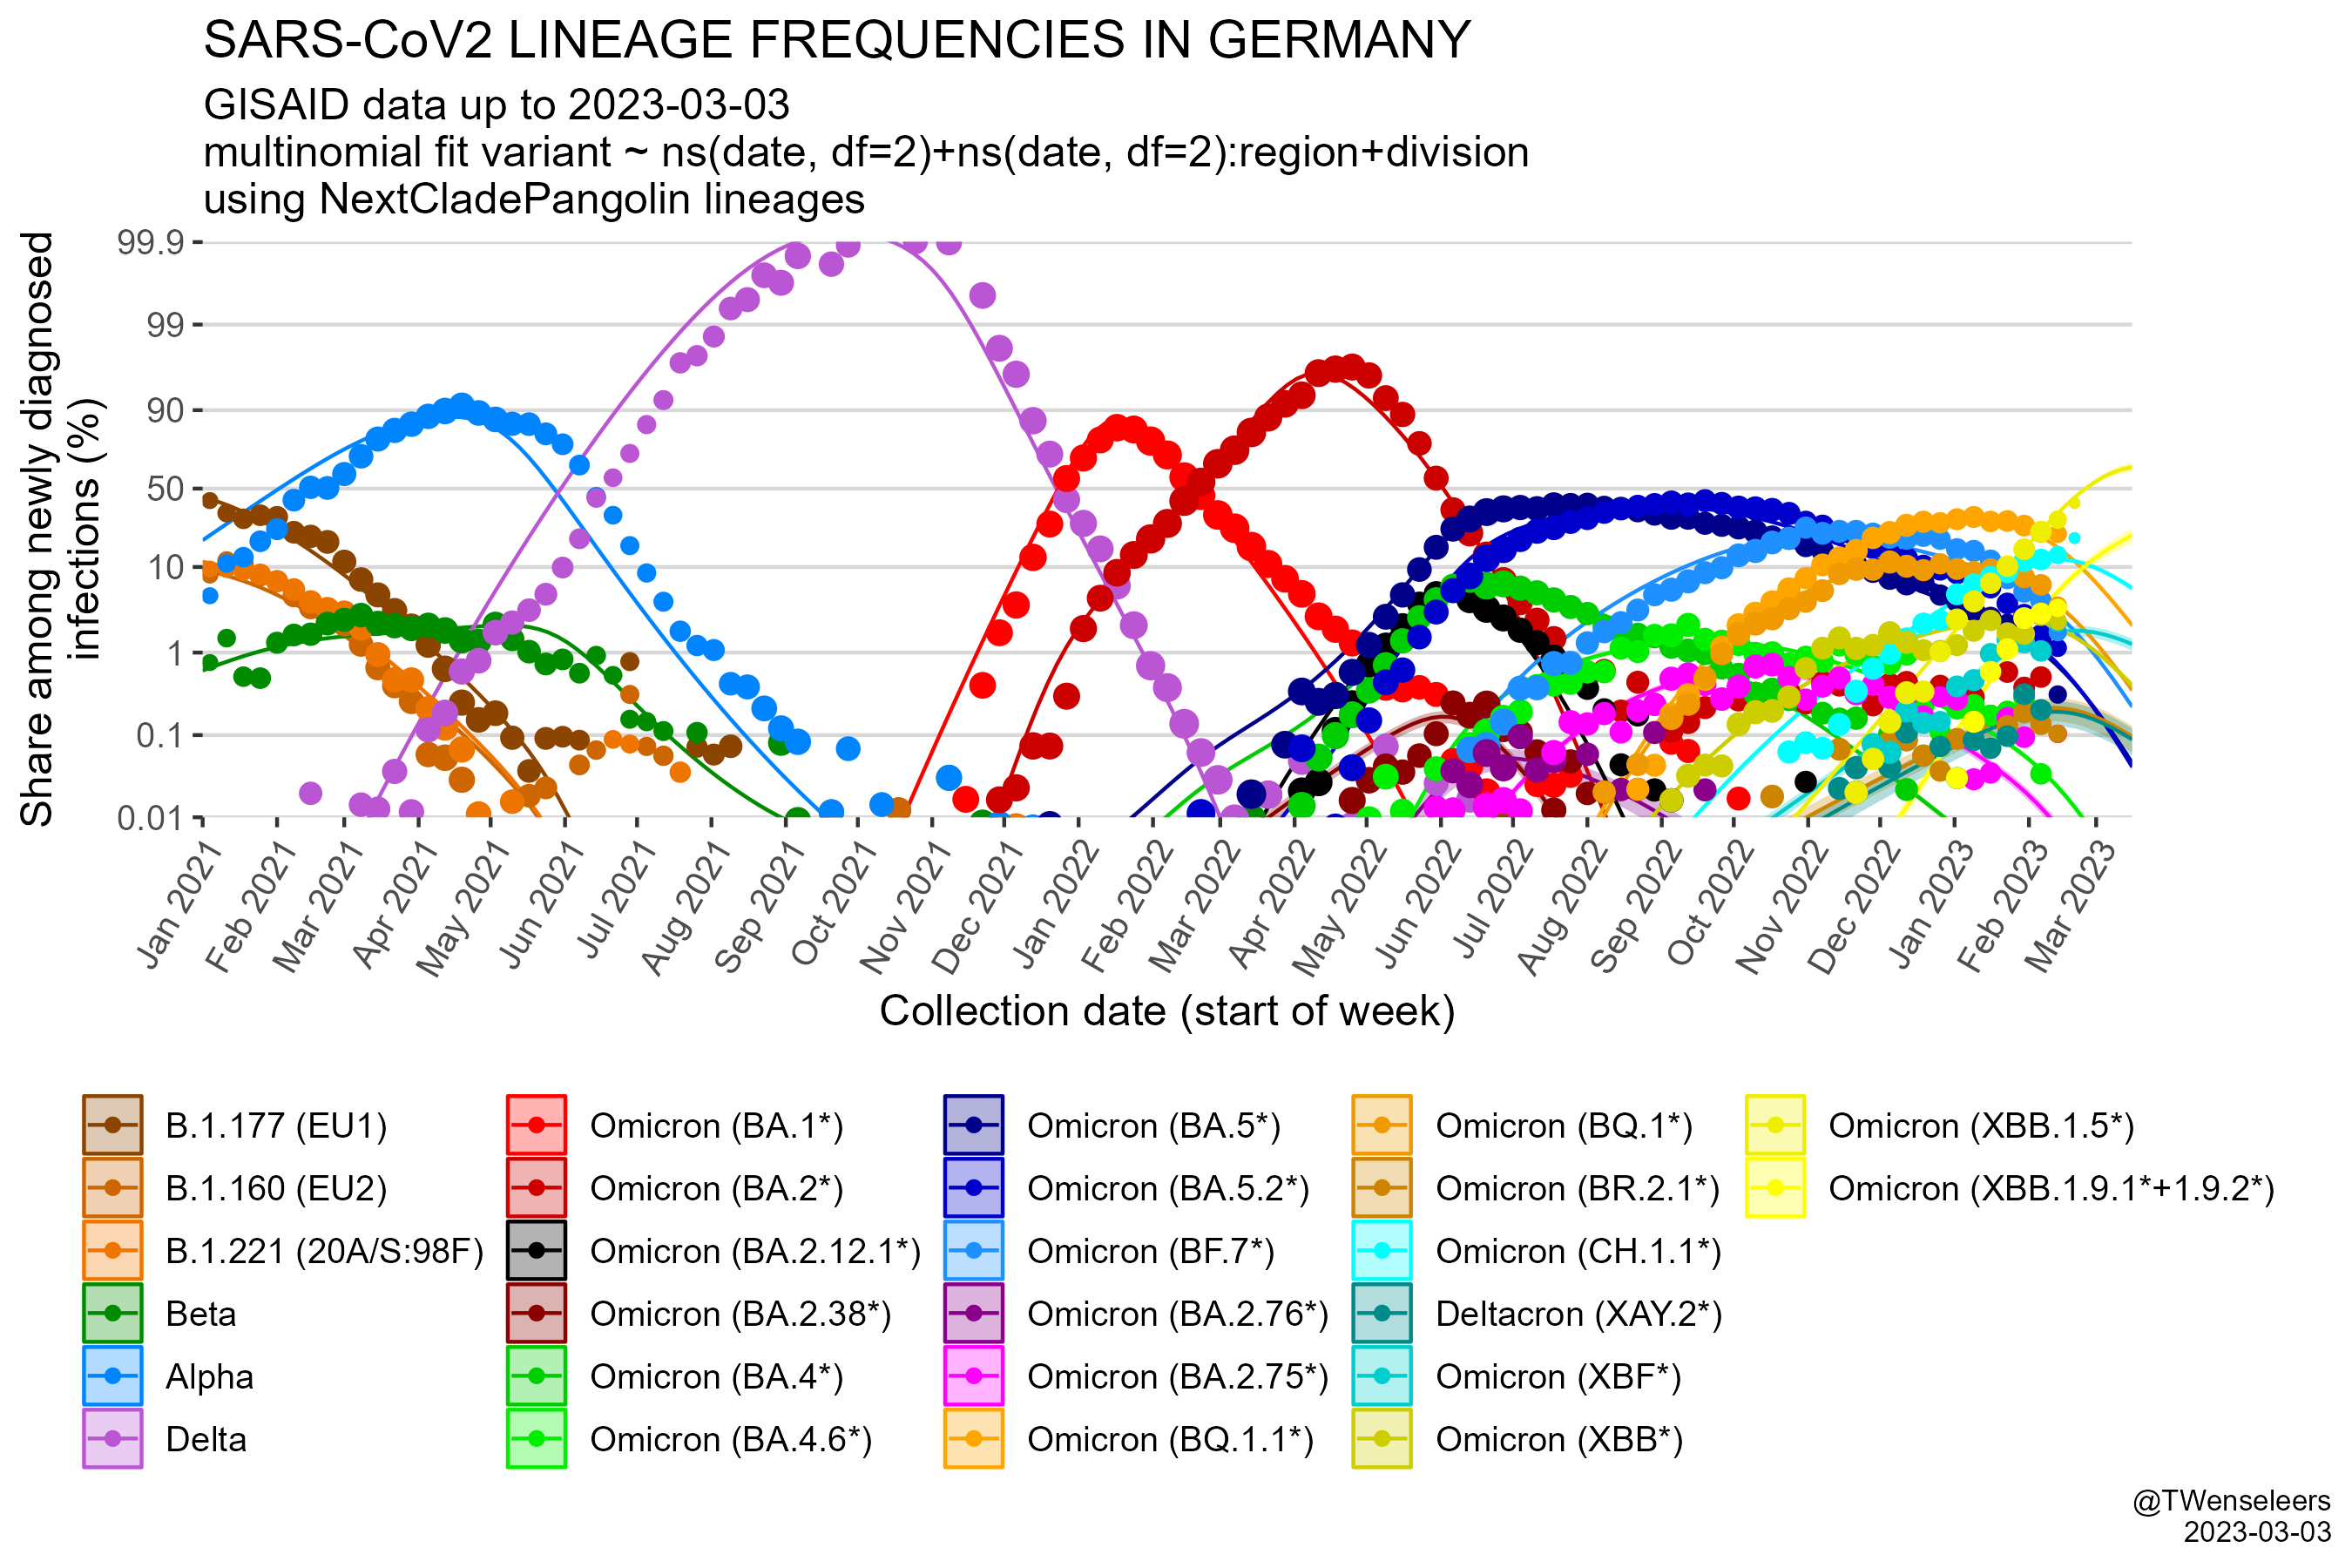 SARS-CoV2 LINEAGE FREQUENCIES IN GERMANY
GISAID data up to 2023-03-03
multinomial fit variant ~ ns(date, df=2)+ns(date, df=2):region+division
using NextCladePangolin lineages
Share among newly diagnosed
infections (%)
99.9
99
90
50
10
1
0.1
0.01
Jan 2021
Feb 2021
Mar 2021
Apr 2021
May 2021
Jun 2021
Jul 2021
Aug 2021
Sep 2021
Oct 2021
Nov 2021
Dec 2021
Jan 2022
Feb 2022
Mar 2022
Apr 2022
May 2022
Jun 2022
Jul 2022
Aug 2022
Sep 2022
Oct 2022
Nov 2022
Dec 2022
Jan 2023
Feb 2023
Mar 2023
Collection date (start of week)
B.1.177 (EU1)
B.1.160 (EU2)
B.1.221 (20A/S:98F)
Beta
Alpha
Delta
Omicron (BA.1*)
Omicron (BA.2*)
Omicron (BA.2.12.1*)
Omicron (BA.2.38*)
Omicron (BA.4*)
Omicron (BA.4.6*)
Omicron (BA.5*)
Omicron (BA.5.2*)
Omicron (BF.7*)
Omicron (BA.2.76*)
Omicron (BA.2.75*)
Omicron (BQ.1.1*)
Omicron (BQ.1*)
Omicron (BR.2.1*)
Omicron (CH.1.1*)
Deltacron (XAY.2*)
Omicron (XBF*)
Omicron (XBB*)
Omicron (XBB.1.5*)
Omicron (XBB.1.9.1*+1.9.2*)
@TWenseleers
2023-03-03